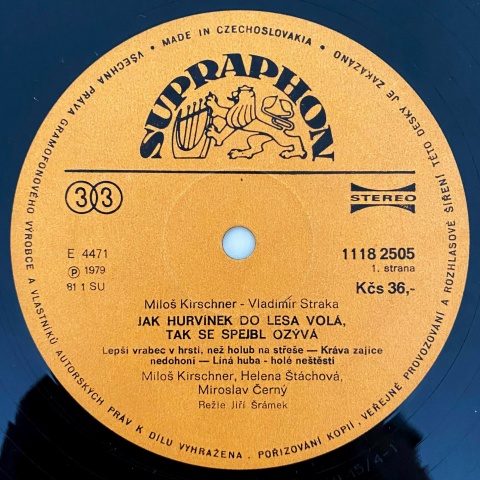 • MADE IN CZECHOSLOVAKIA •
VŠECHNA PRÁVA GRAMOFONOVÉHO VÝROBCE A VLASTNÍKŮ AUTORSKÝCH PRÁV K DÍLU VYHRAŽENA. POŘIZOVÁNÍ KOPIÍ, VEŘEJNÉ PROVOZOVÁNÍ A ROZHLASOVÉ ŠÍŘENÍ TÉTO DESKY JE ZAKÁZÁNO
SUPRAPHON
33
STEREO
E 4471
Ⓟ 1979
81 1 SU
1118 2505
1. strana
Kčs 36,-
Miloš Kirschner - Vladimír Straka
JAK HURVÍNEK DO LESA VOLÁ,
TAK SE SPEJBL OZÝVÁ
Lepší vrabec v hrsti, než holub na střeše — Kráva zajíce
nedohoní — Líná huba - holé neštěstí
Miloš Kirschner, Helena Štáchová,
Miroslav Černý
Režie Jiří Šrámek